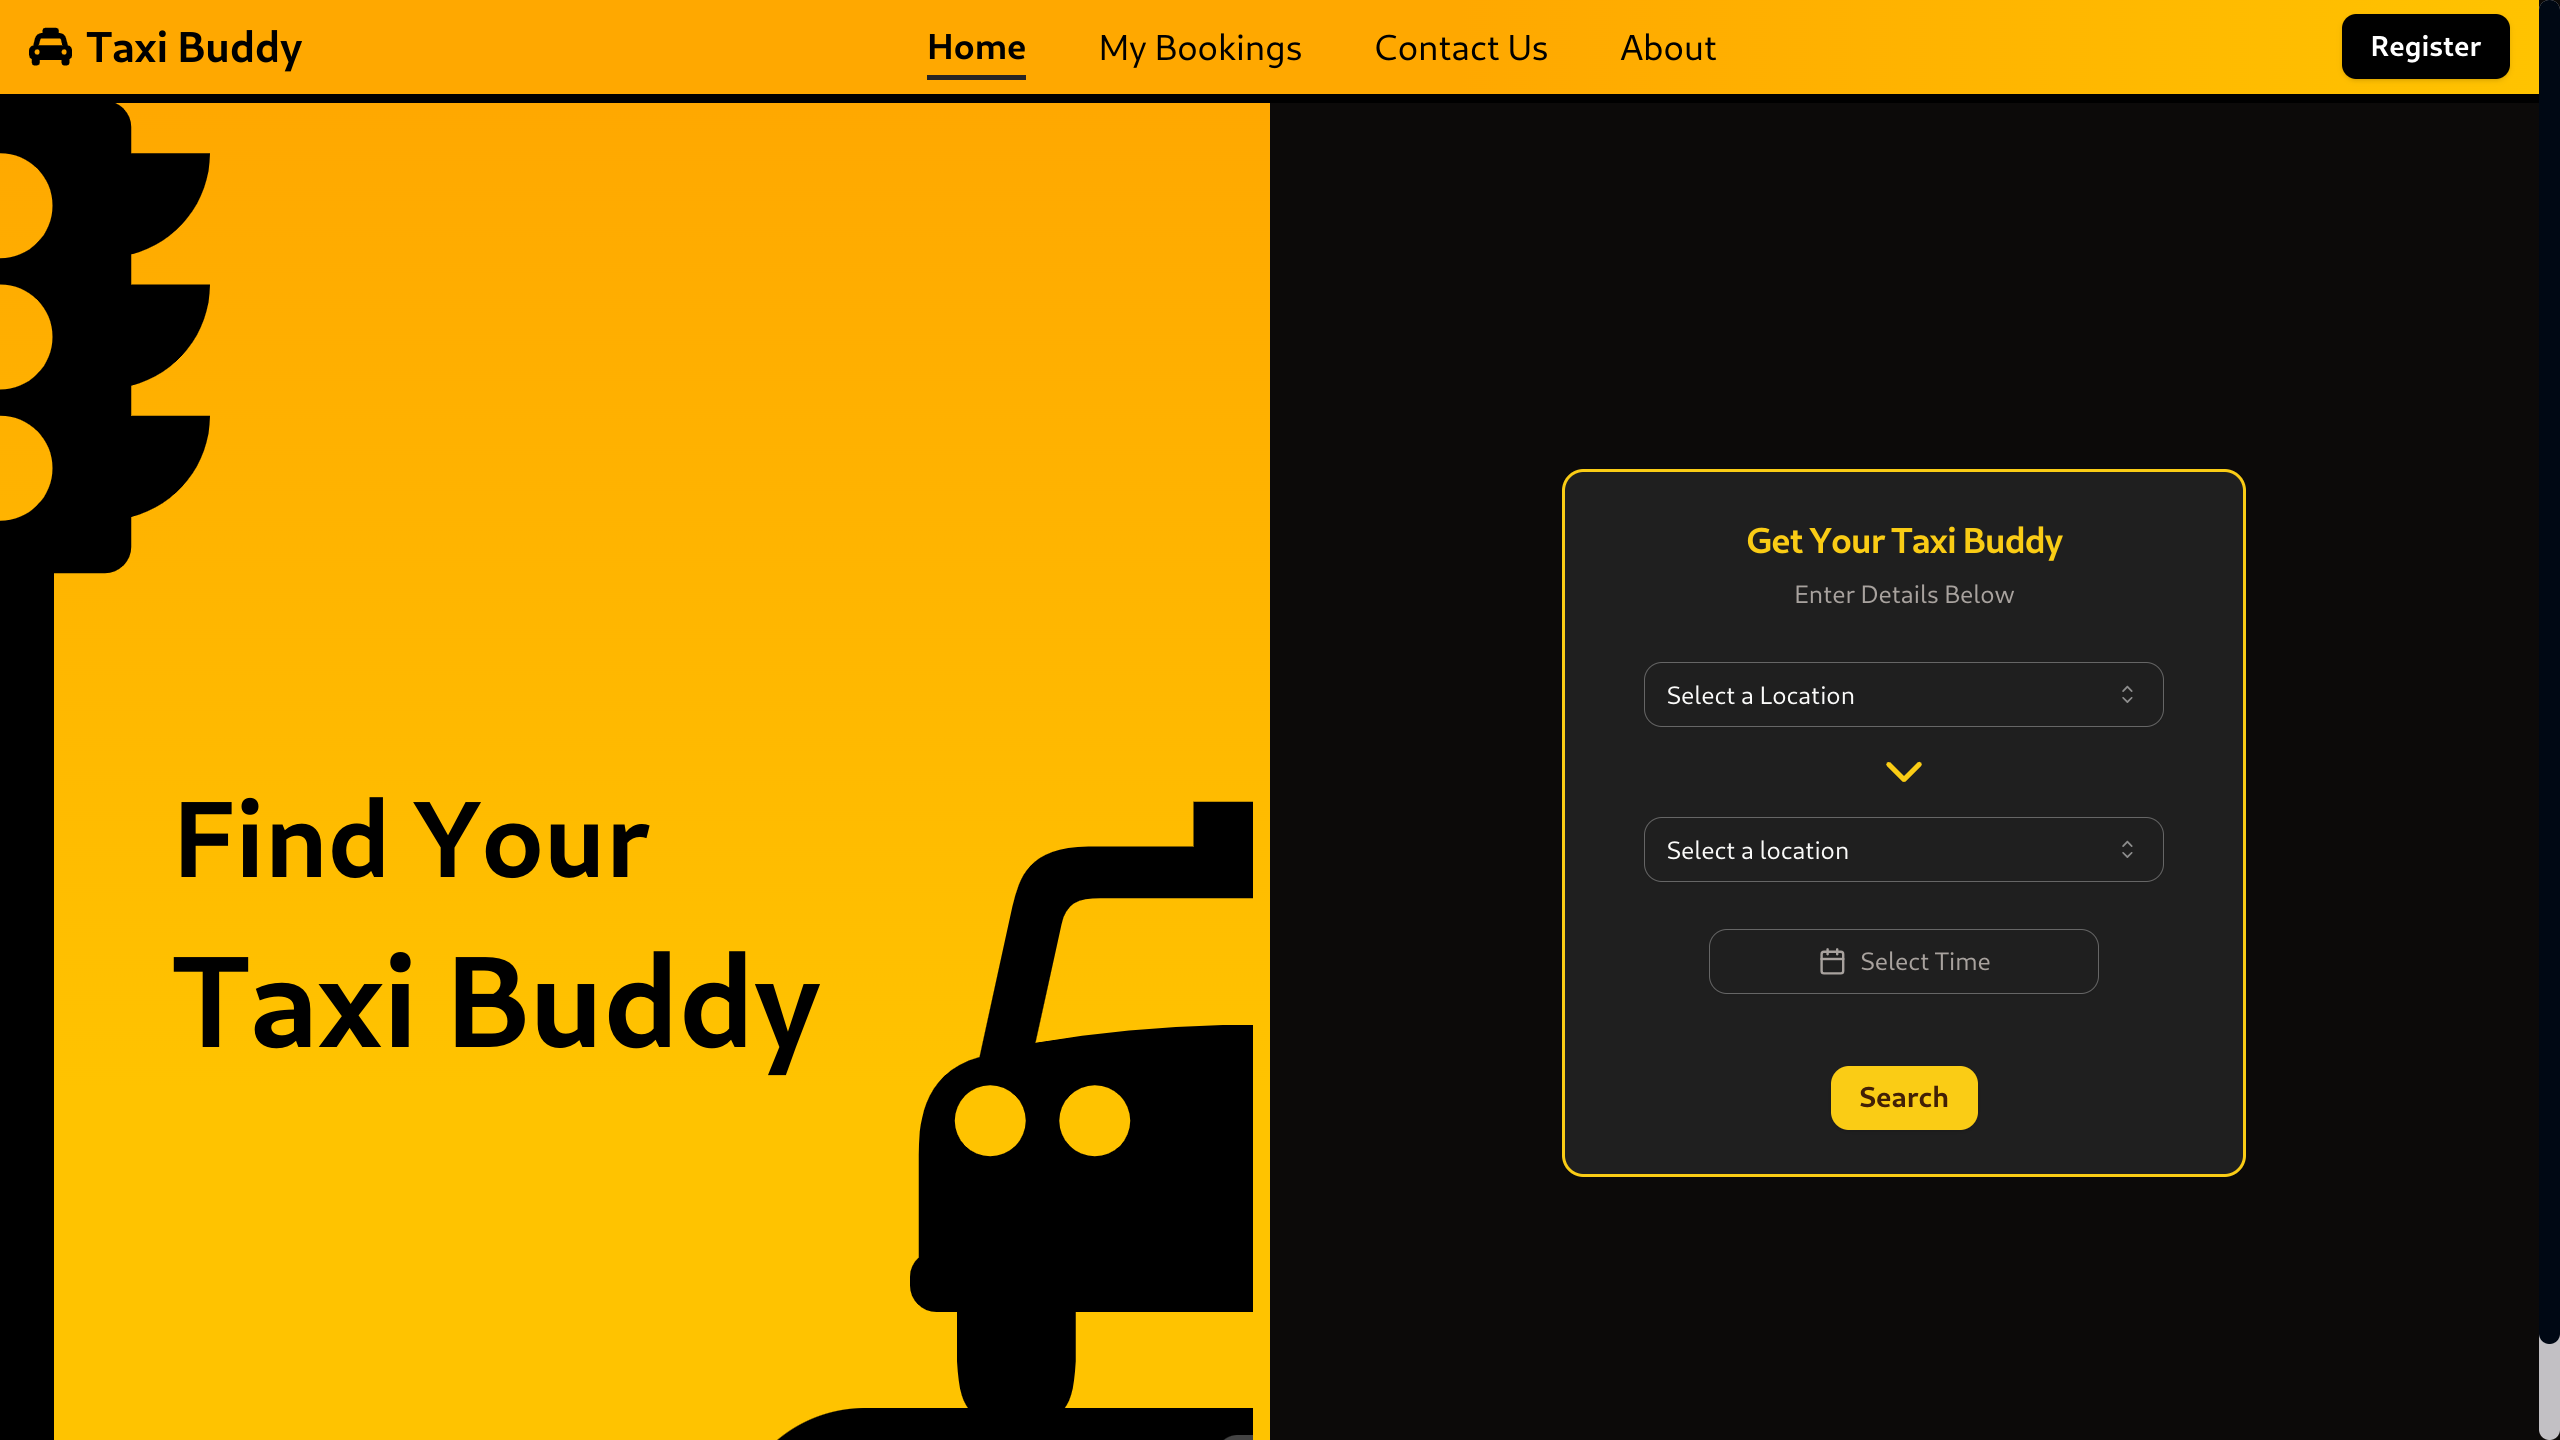 Taxi Buddy
Home
My Bookings
Contact Us
About
Register
Find Your
Taxi Buddy
Get Your Taxi Buddy
Enter Details Below
Select a Location
Select a location
Select Time
Search